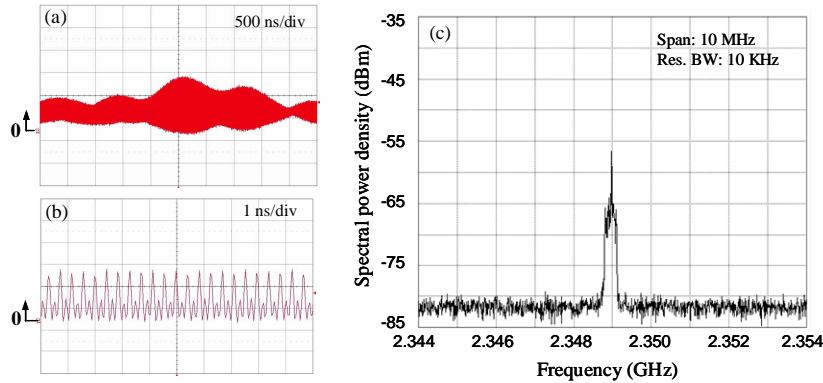 (a)
500 ns/div
0
(b)
1 ns/div
0
(c)
Span: 10 MHz
Res. BW: 10 KHz
Spectral power density (dBm)
-35
-45
-55
-65
-75
-85
2.344 2.346 2.348 2.350 2.352 2.354
Frequency (GHz)